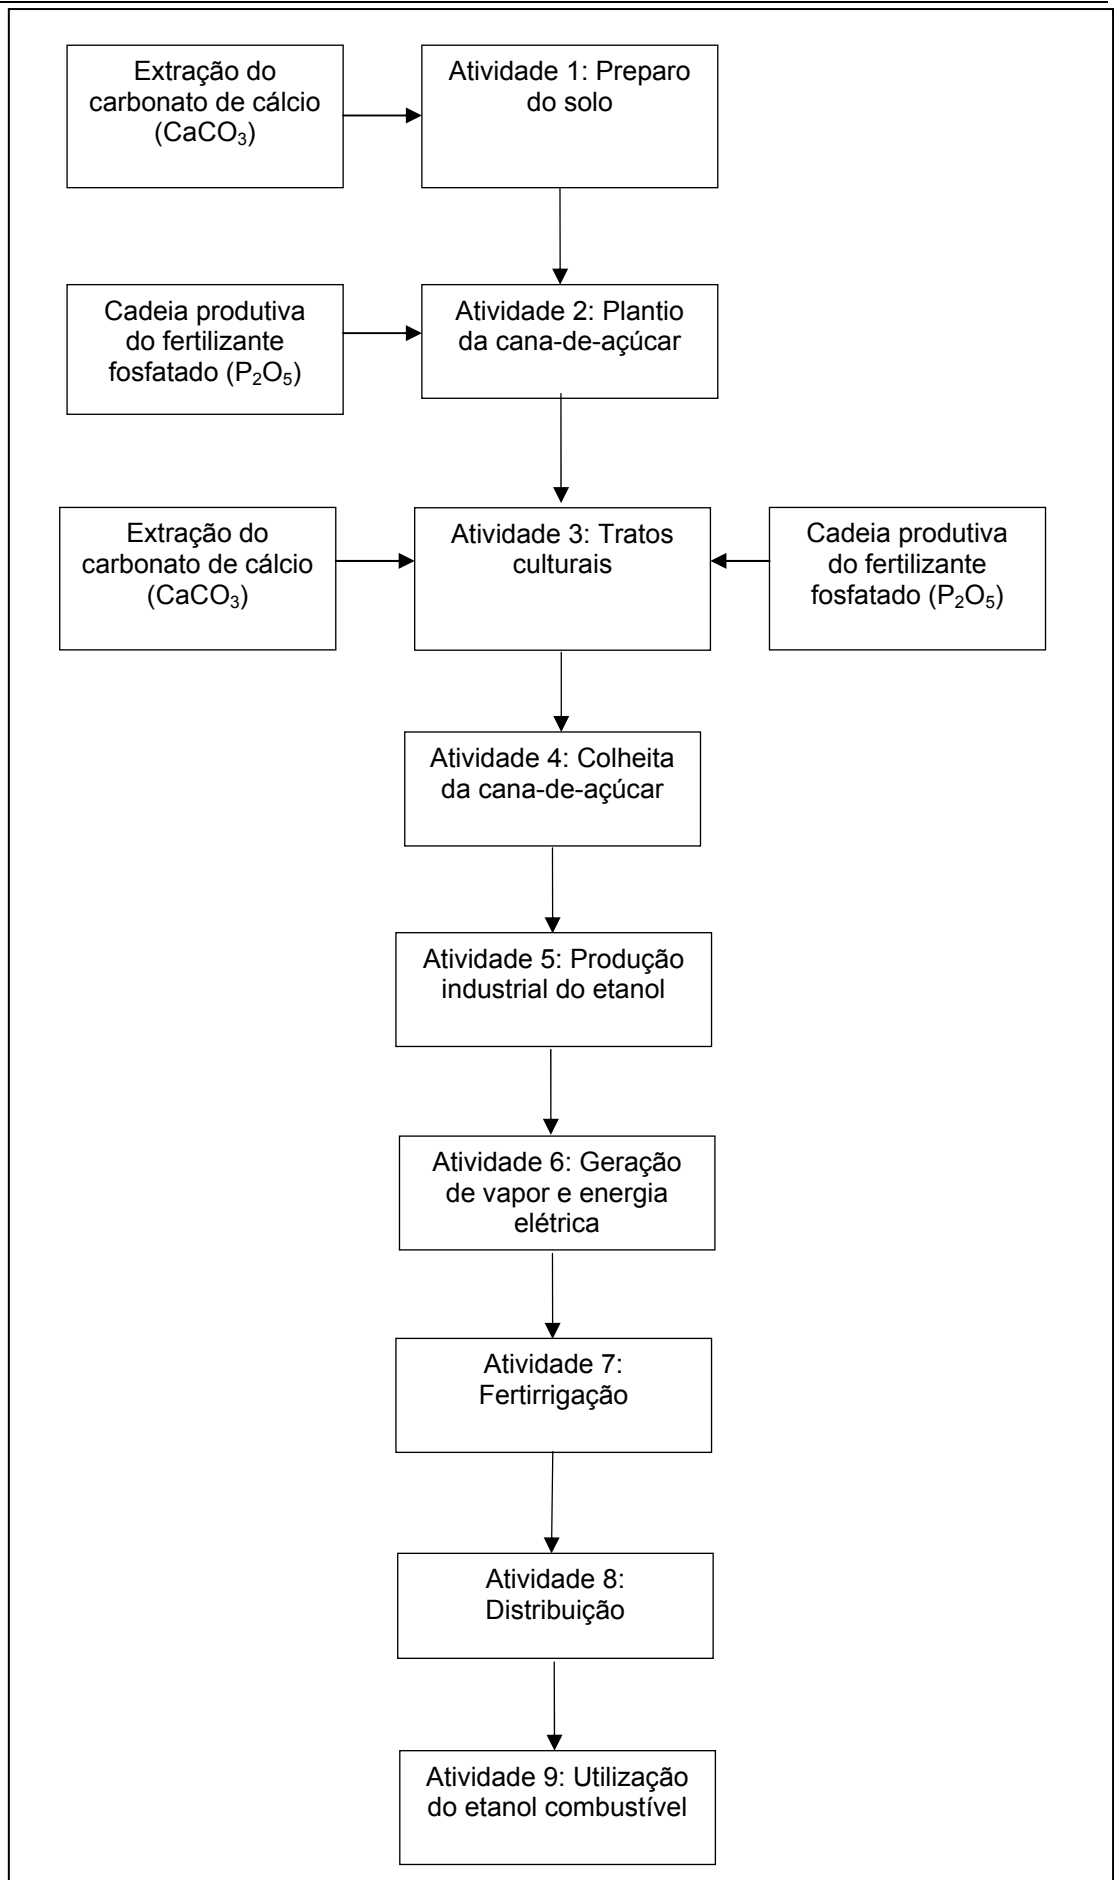 Extração do
carbonato de cálcio
(CaCO₃)
Atividade 1: Preparo
do solo
Cadeia produtiva
do fertilizante
fosfatado (P₂O₅)
Atividade 2: Plantio
da cana-de-açúcar
Extração do
carbonato de cálcio
(CaCO₃)
Atividade 3: Tratos
culturais
Cadeia produtiva
do fertilizante
fosfatado (P₂O₅)
Atividade 4: Colheita
da cana-de-açúcar
Atividade 5: Produção
industrial do etanol
Atividade 6: Geração
de vapor e energia
elétrica
Atividade 7:
Fertirrigação
Atividade 8:
Distribuição
Atividade 9: Utilização
do etanol combustível